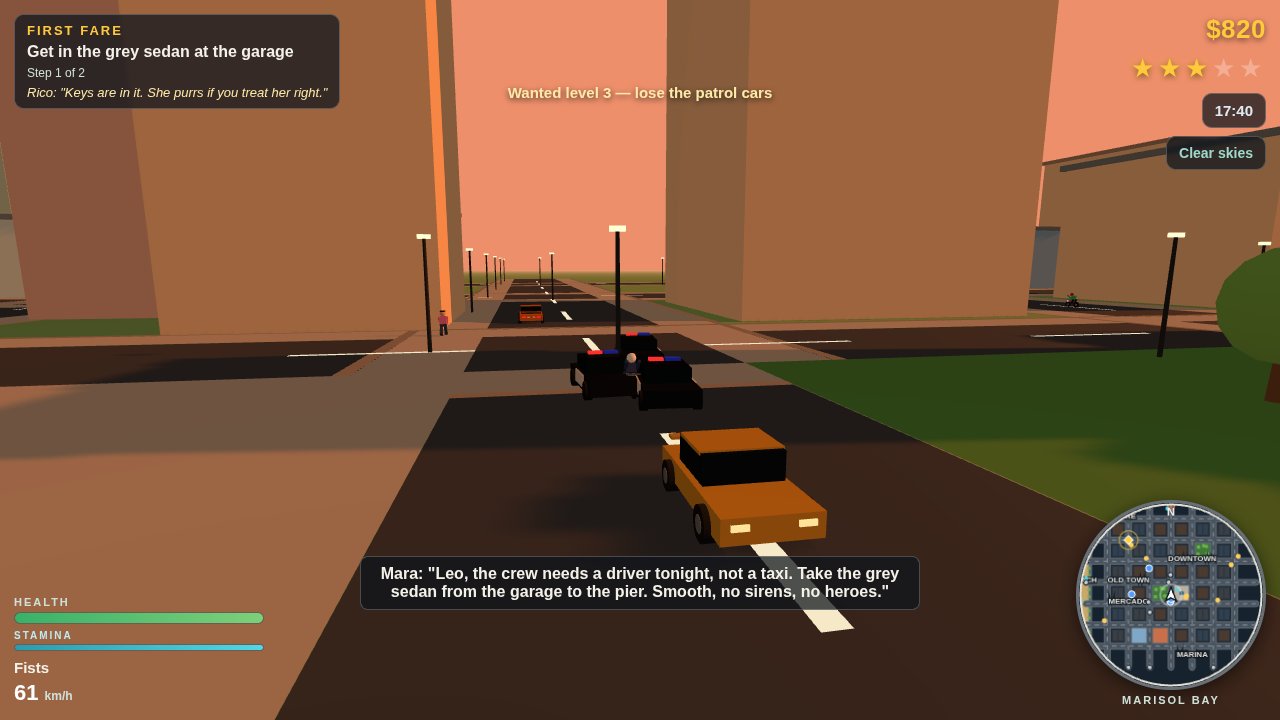 FIRST FARE
Get in the grey sedan at the garage
Step 1 of 2
Rico: "Keys are in it. She purrs if you treat her right."
Wanted level 3 — lose the patrol cars
$820
★★★★★
17:40
Clear skies
Mara: "Leo, the crew needs a driver tonight, not a taxi. Take the grey
sedan from the garage to the pier. Smooth, no sirens, no heroes."
HEALTH
STAMINA
Fists
61 km/h
N
DOWNTOWN
OLD TOWN
MERCADO
MARINA
MARISOL BAY